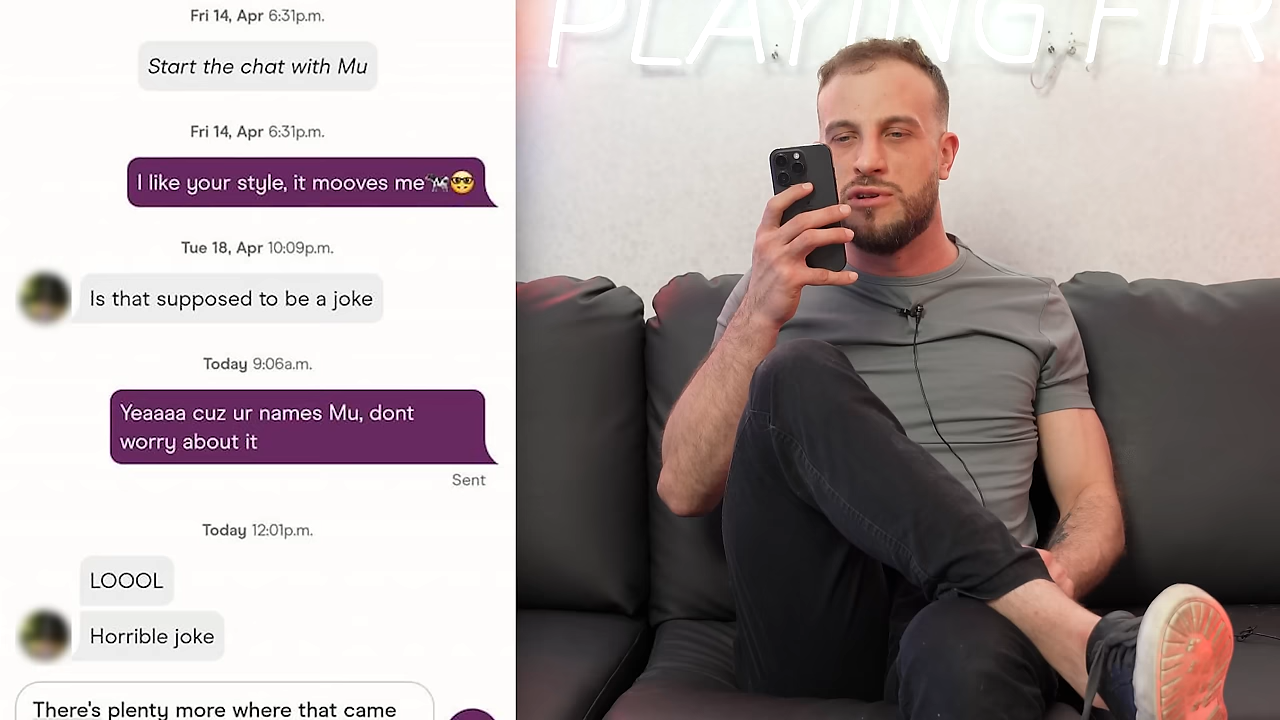 Fri 14, Apr 6:31p.m.
Start the chat with Mu
Fri 14, Apr 6:31p.m.
I like your style, it mooves me🐄🤓
Tue 18, Apr 10:09p.m.
Is that supposed to be a joke
Today 9:06a.m.
Yeaaaa cuz ur names Mu, dont
worry about it
Sent
Today 12:01p.m.
LOOOL
Horrible joke
There's plenty more where that came
PLAYING FIR